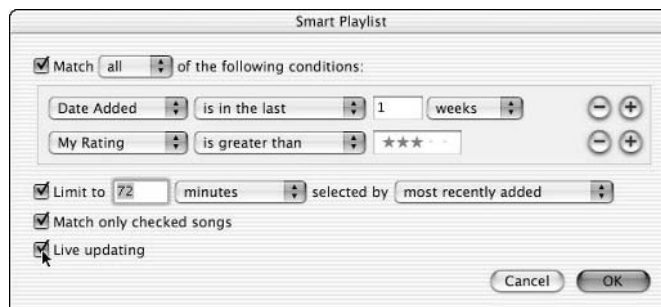 Smart Playlist
Match all of the following conditions:
Date Added is in the last 1 weeks
My Rating is greater than ★★★
Limit to 72 minutes selected by most recently added
Match only checked songs
Live updating
Cancel OK